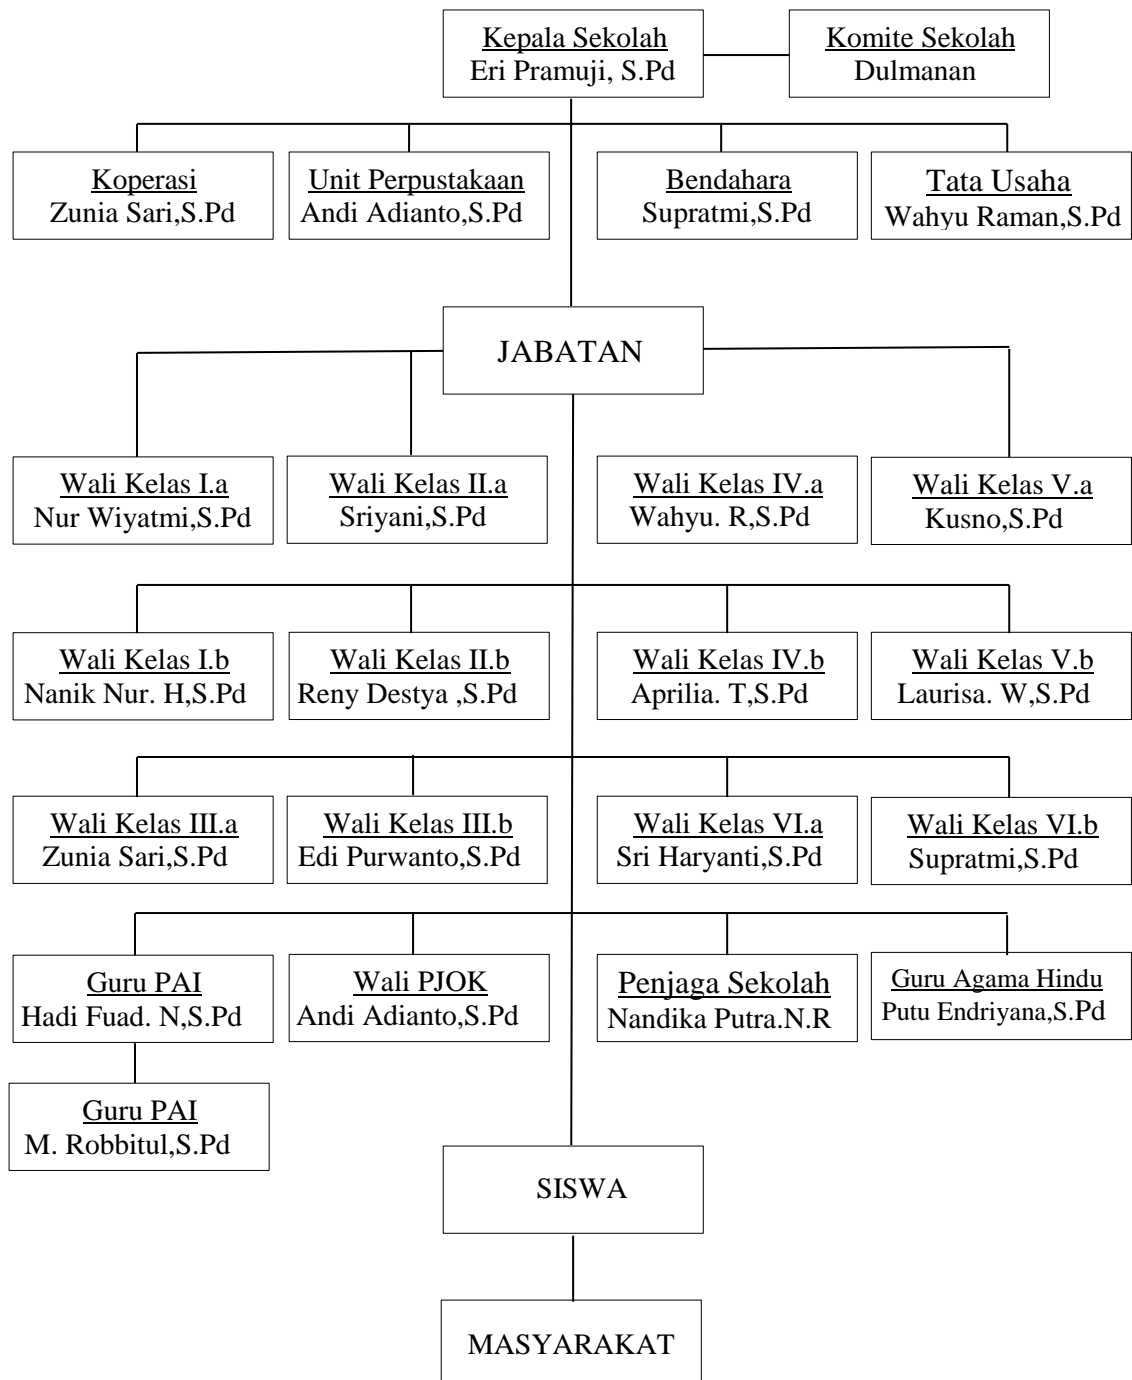 Kepala Sekolah
Eri Pramuji, S.Pd
Komite Sekolah
Dulmanan
Koperasi
Zunia Sari,S.Pd
Unit Perpustakaan
Andi Adianto,S.Pd
Bendahara
Supratmi,S.Pd
Tata Usaha
Wahyu Raman,S.Pd
JABATAN
Wali Kelas I.a
Nur Wiyatmi,S.Pd
Wali Kelas II.a
Sriyani,S.Pd
Wali Kelas IV.a
Wahyu. R,S.Pd
Wali Kelas V.a
Kusno,S.Pd
Wali Kelas I.b
Nanik Nur. H,S.Pd
Wali Kelas II.b
Reny Destya ,S.Pd
Wali Kelas IV.b
Aprilia. T,S.Pd
Wali Kelas V.b
Laurisa. W,S.Pd
Wali Kelas III.a
Zunia Sari,S.Pd
Wali Kelas III.b
Edi Purwanto,S.Pd
Wali Kelas VI.a
Sri Haryanti,S.Pd
Wali Kelas VI.b
Supratmi,S.Pd
Guru PAI
Hadi Fuad. N,S.Pd
Wali PJOK
Andi Adianto,S.Pd
Penjaga Sekolah
Nandika Putra.N.R
Guru Agama Hindu
Putu Endriyana,S.Pd
Guru PAI
M. Robbitul,S.Pd
SISWA
MASYARAKAT